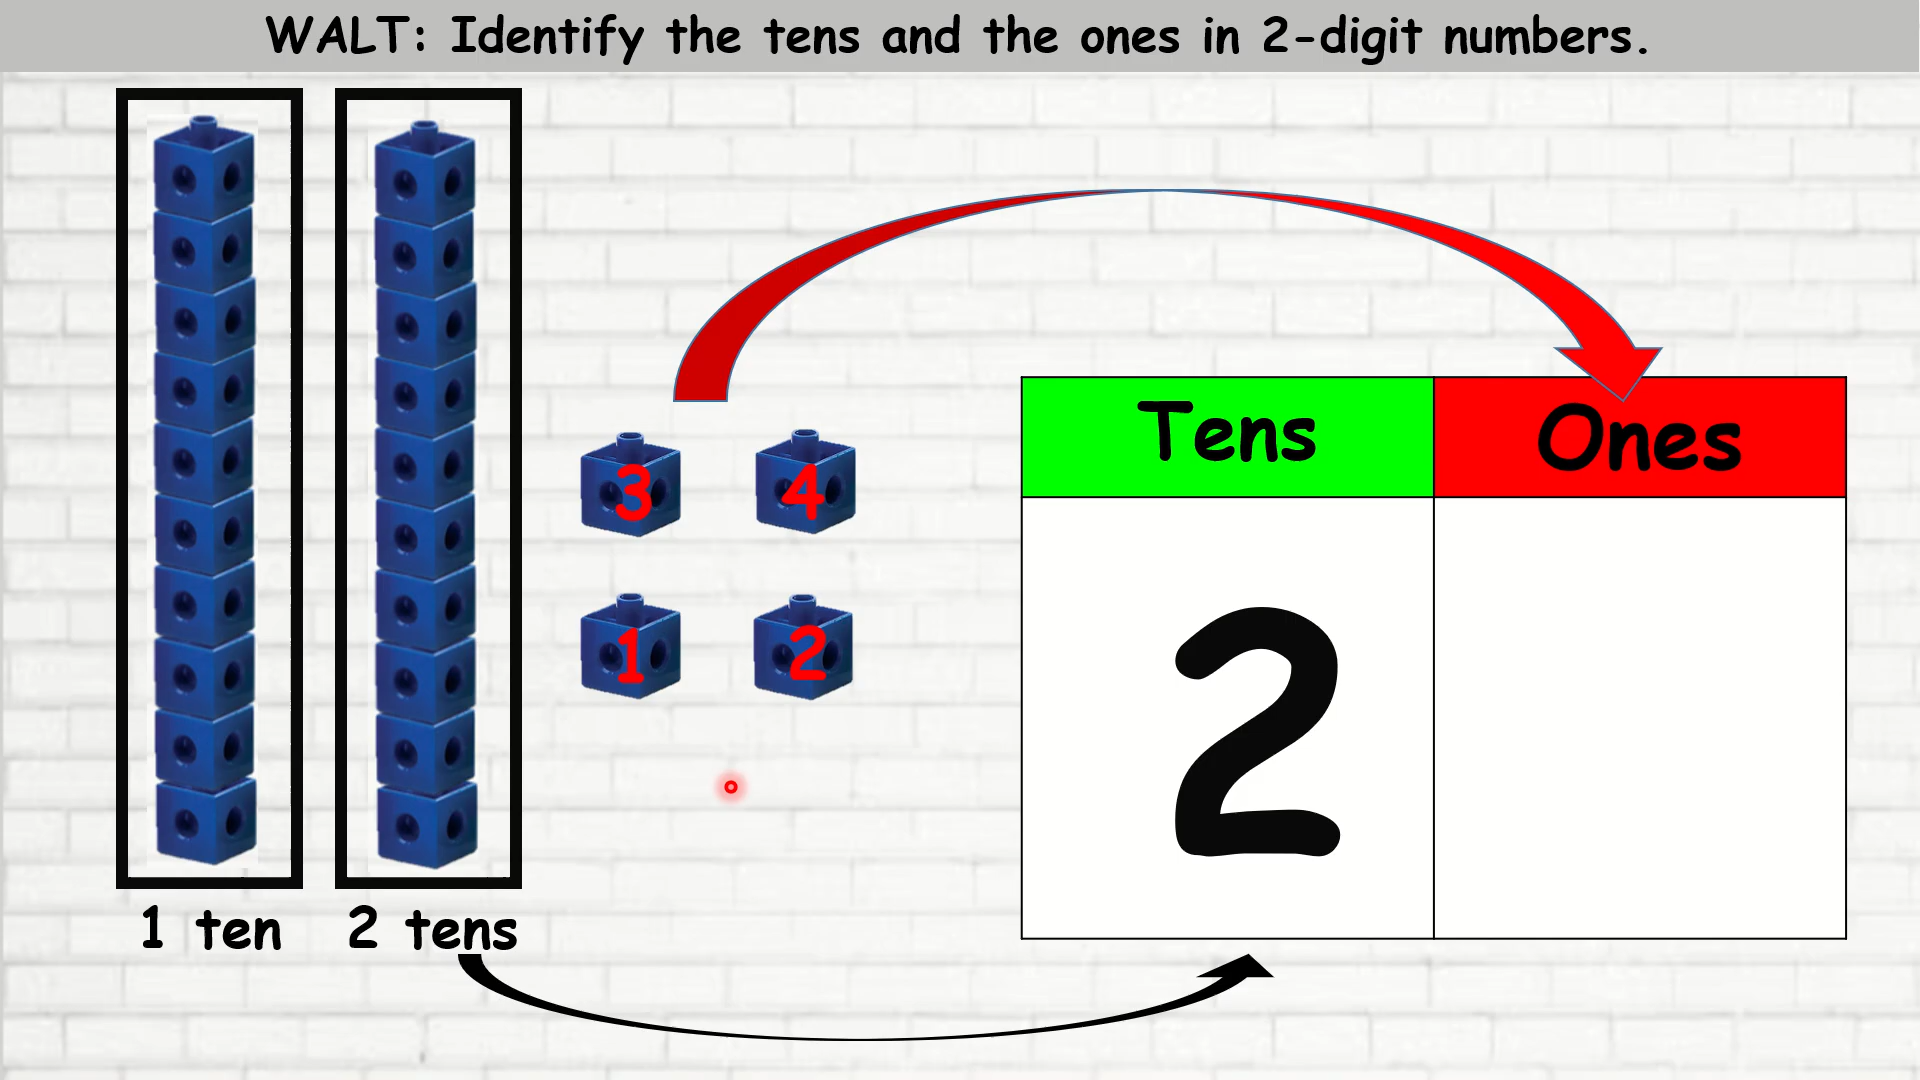 WALT: Identify the tens and the ones in 2-digit numbers.
3 4
1 2
Tens Ones
2
1 ten 2 tens